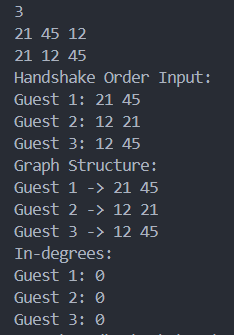 3
21 45 12
21 12 45
Handshake Order Input:
Guest 1: 21 45
Guest 2: 12 21
Guest 3: 12 45
Graph Structure:
Guest 1 -> 21 45
Guest 2 -> 12 21
Guest 3 -> 12 45
In-degrees:
Guest 1: 0
Guest 2: 0
Guest 3: 0